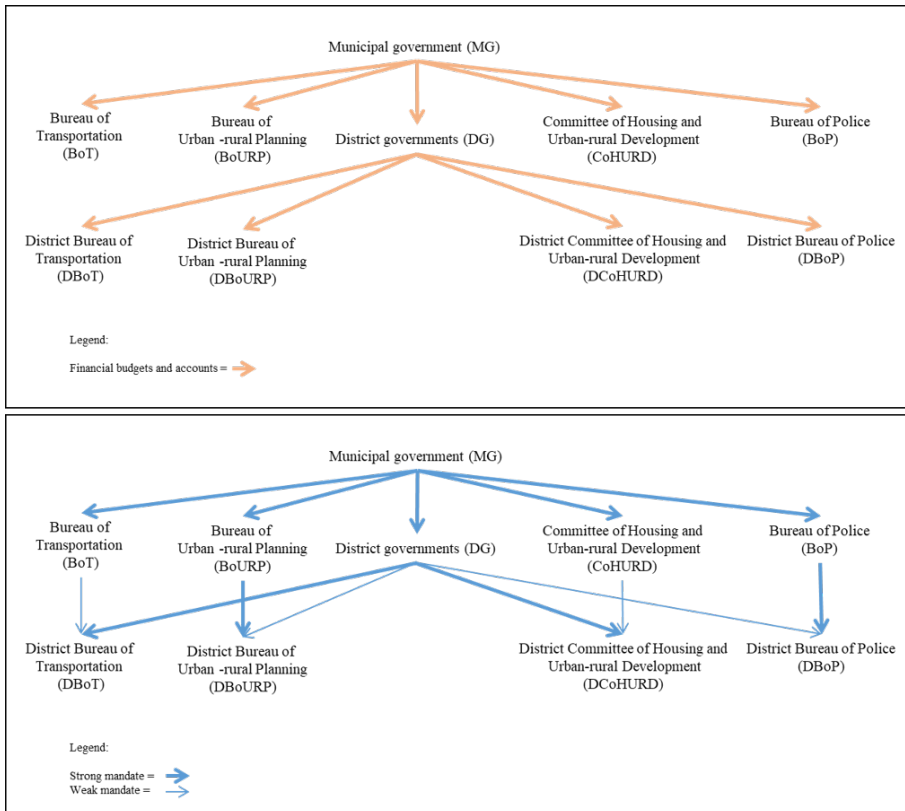 Municipal government (MG)
Bureau of
Transportation
(BoT)
Bureau of
Urban -rural Planning
(BoURP)
District governments (DG)
Committee of Housing and
Urban-rural Development
(CoHURD)
Bureau of Police
(BoP)
District Bureau of
Transportation
(DBoT)
District Bureau of
Urban -rural Planning
(DBoURP)
District Committee of Housing and
Urban-rural Development
(DCoHURD)
District Bureau of Police
(DBoP)
Legend:
Financial budgets and accounts =
Municipal government (MG)
Bureau of
Transportation
(BoT)
Bureau of
Urban -rural Planning
(BoURP)
District governments (DG)
Committee of Housing and
Urban-rural Development
(CoHURD)
Bureau of Police
(BoP)
District Bureau of
Transportation
(DBoT)
District Bureau of
Urban -rural Planning
(DBoURP)
District Committee of Housing and
Urban-rural Development
(DCoHURD)
District Bureau of Police
(DBoP)
Legend:
Strong mandate =
Weak mandate =